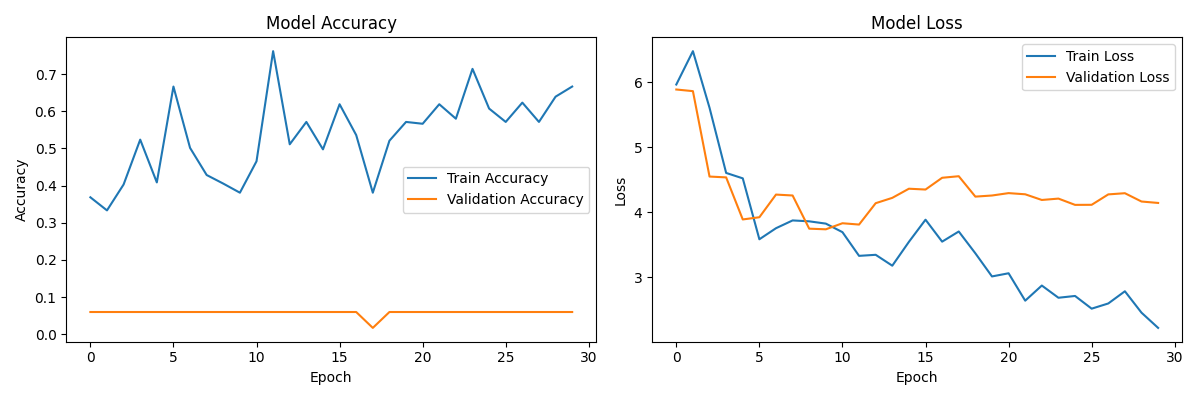 Model Accuracy
Accuracy
0.7
0.6
0.5
0.4
0.3
0.2
0.1
0.0
Train Accuracy
Validation Accuracy
0 5 10 15 20 25 30
Epoch
Model Loss
Loss
6
5
4
3
Train Loss
Validation Loss
0 5 10 15 20 25 30
Epoch